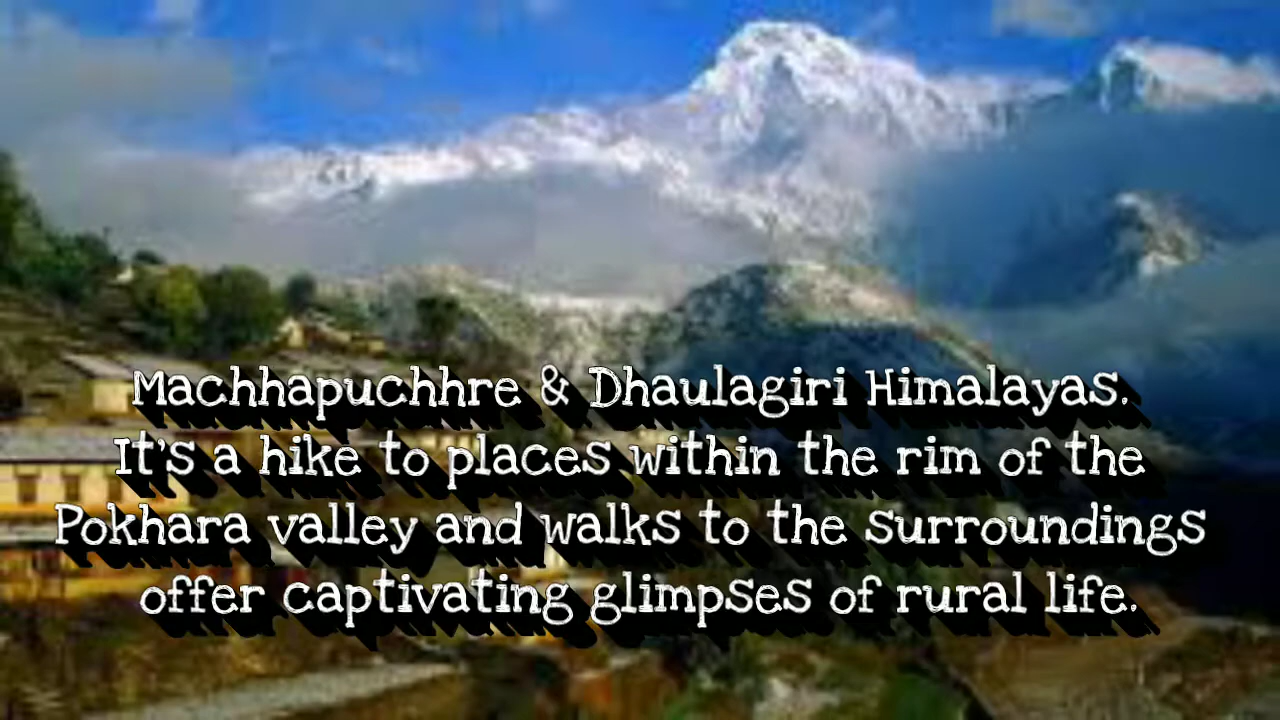 Machhapuchhre & Dhaulagiri Himalayas.
It's a hike to places within the rim of the
Pokhara valley and walks to the surroundings
offer captivating glimpses of rural life.